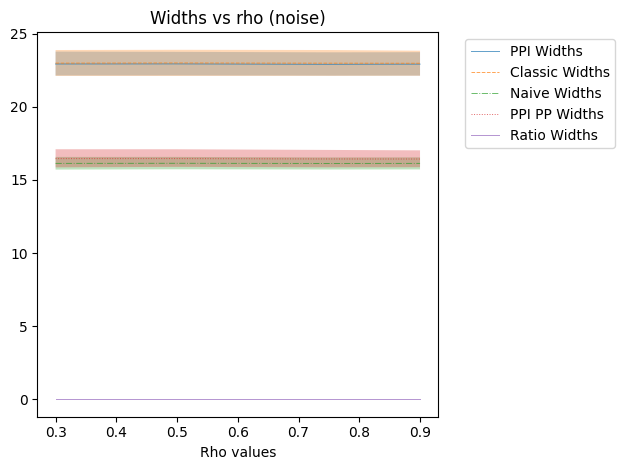 Widths vs rho (noise)
25
20
15
10
5
0
0.3 0.4 0.5 0.6 0.7 0.8 0.9
Rho values
PPI Widths
Classic Widths
Naive Widths
PPI PP Widths
Ratio Widths